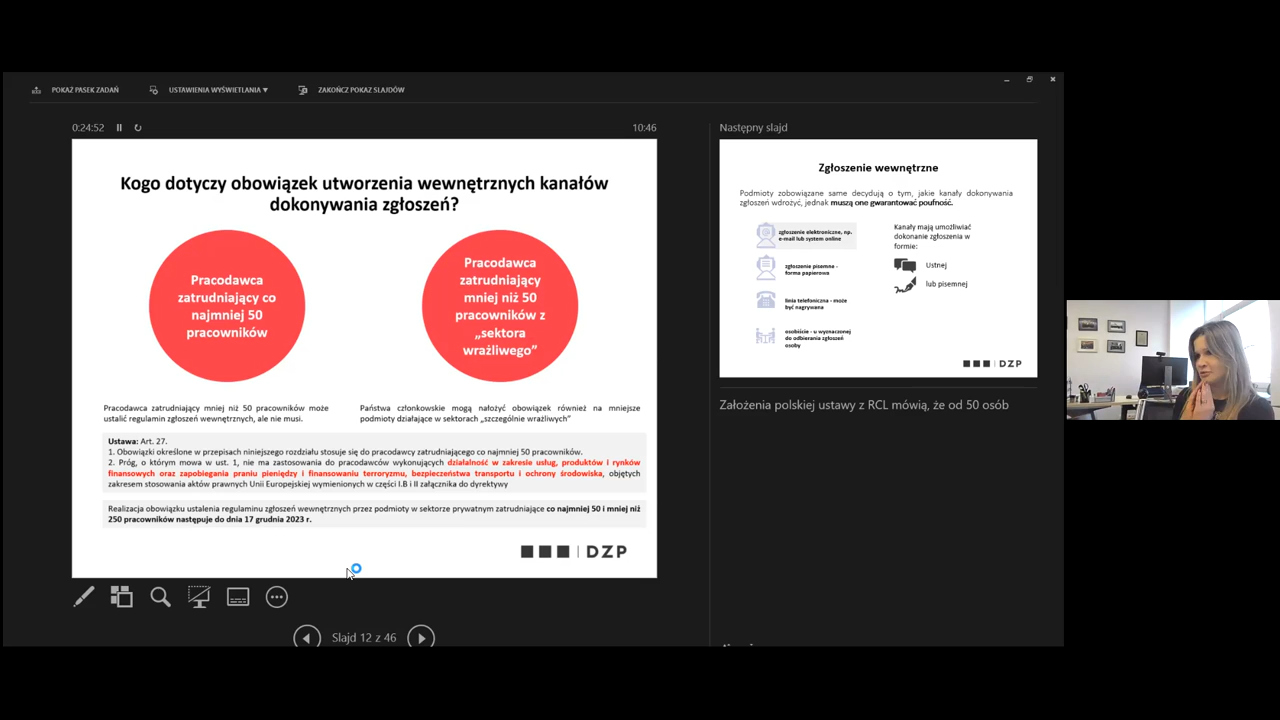 POKAŻ PASEK ZADAŃ
USTAWIENIA WYŚWIETLANIA ▼
ZAKOŃCZ POKAZ SLAJDÓW
0:24:52
10:46
Kogo dotyczy obowiązek utworzenia wewnętrznych kanałów
dokonywania zgłoszeń?
Pracodawca
zatrudniający co
najmniej 50
pracowników
Pracodawca
zatrudniający
mniej niż 50
pracowników z
„sektora
wrażliwego”
Pracodawca zatrudniający mniej niż 50 pracowników może
ustalić regulamin zgłoszeń wewnętrznych, ale nie musi.
Państwa członkowskie mogą nałożyć obowiązek również na mniejsze
podmioty działające w sektorach „szczególnie wrażliwych”
Ustawa: Art. 27.
1. Obowiązki określone w przepisach niniejszego rozdziału stosuje się do pracodawcy zatrudniającego co najmniej 50 pracowników.
2. Próg, o którym mowa w ust. 1, nie ma zastosowania do pracodawców wykonujących działalność w zakresie usług, produktów i rynków
finansowych oraz zapobiegania praniu pieniędzy i finansowaniu terroryzmu, bezpieczeństwa transportu i ochrony środowiska, objętych
zakresem stosowania aktów prawnych Unii Europejskiej wymienionych w części I.B i II załącznika do dyrektywy
Realizacja obowiązku ustalenia regulaminu zgłoszeń wewnętrznych przez podmioty w sektorze prywatnym zatrudniające co najmniej 50 i mniej niż
250 pracowników następuje do dnia 17 grudnia 2023 r.
DZP
Slajd 12 z 46
Następny slajd
Zgłoszenie wewnętrzne
Podmioty zobowiązane same decydują o tym, jakie kanały dokonywania
zgłoszeń wdrożyć, jednak muszą one gwarantować poufność.
zgłoszenie elektroniczne, np.
e-mail lub system online
zgłoszenie pisemne -
forma papierowa
linia telefoniczna - może
być nagrywana
osobiście - u wyznaczonej
do odbierania zgłoszeń
osoby
Kanały mają umożliwiać
dokonanie zgłoszenia w
formie:
Ustnej
lub pisemnej
DZP
Założenia polskiej ustawy z RCL mówią, że od 50 osób